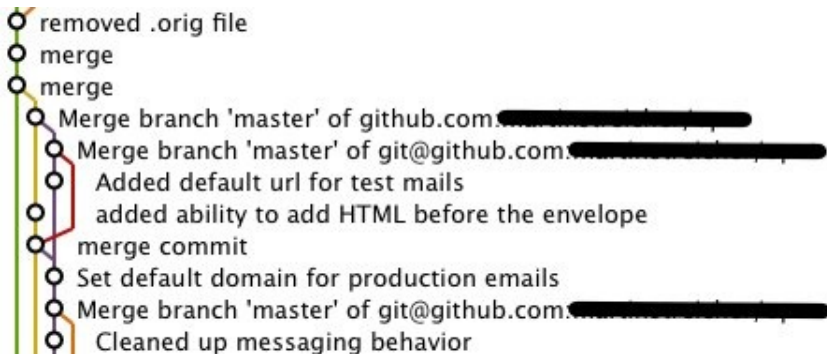 removed .orig file
merge
merge
Merge branch 'master' of github.com:
Merge branch 'master' of git@github.com:
Added default url for test mails
added ability to add HTML before the envelope
merge commit
Set default domain for production emails
Merge branch 'master' of git@github.com:
Cleaned up messaging behavior